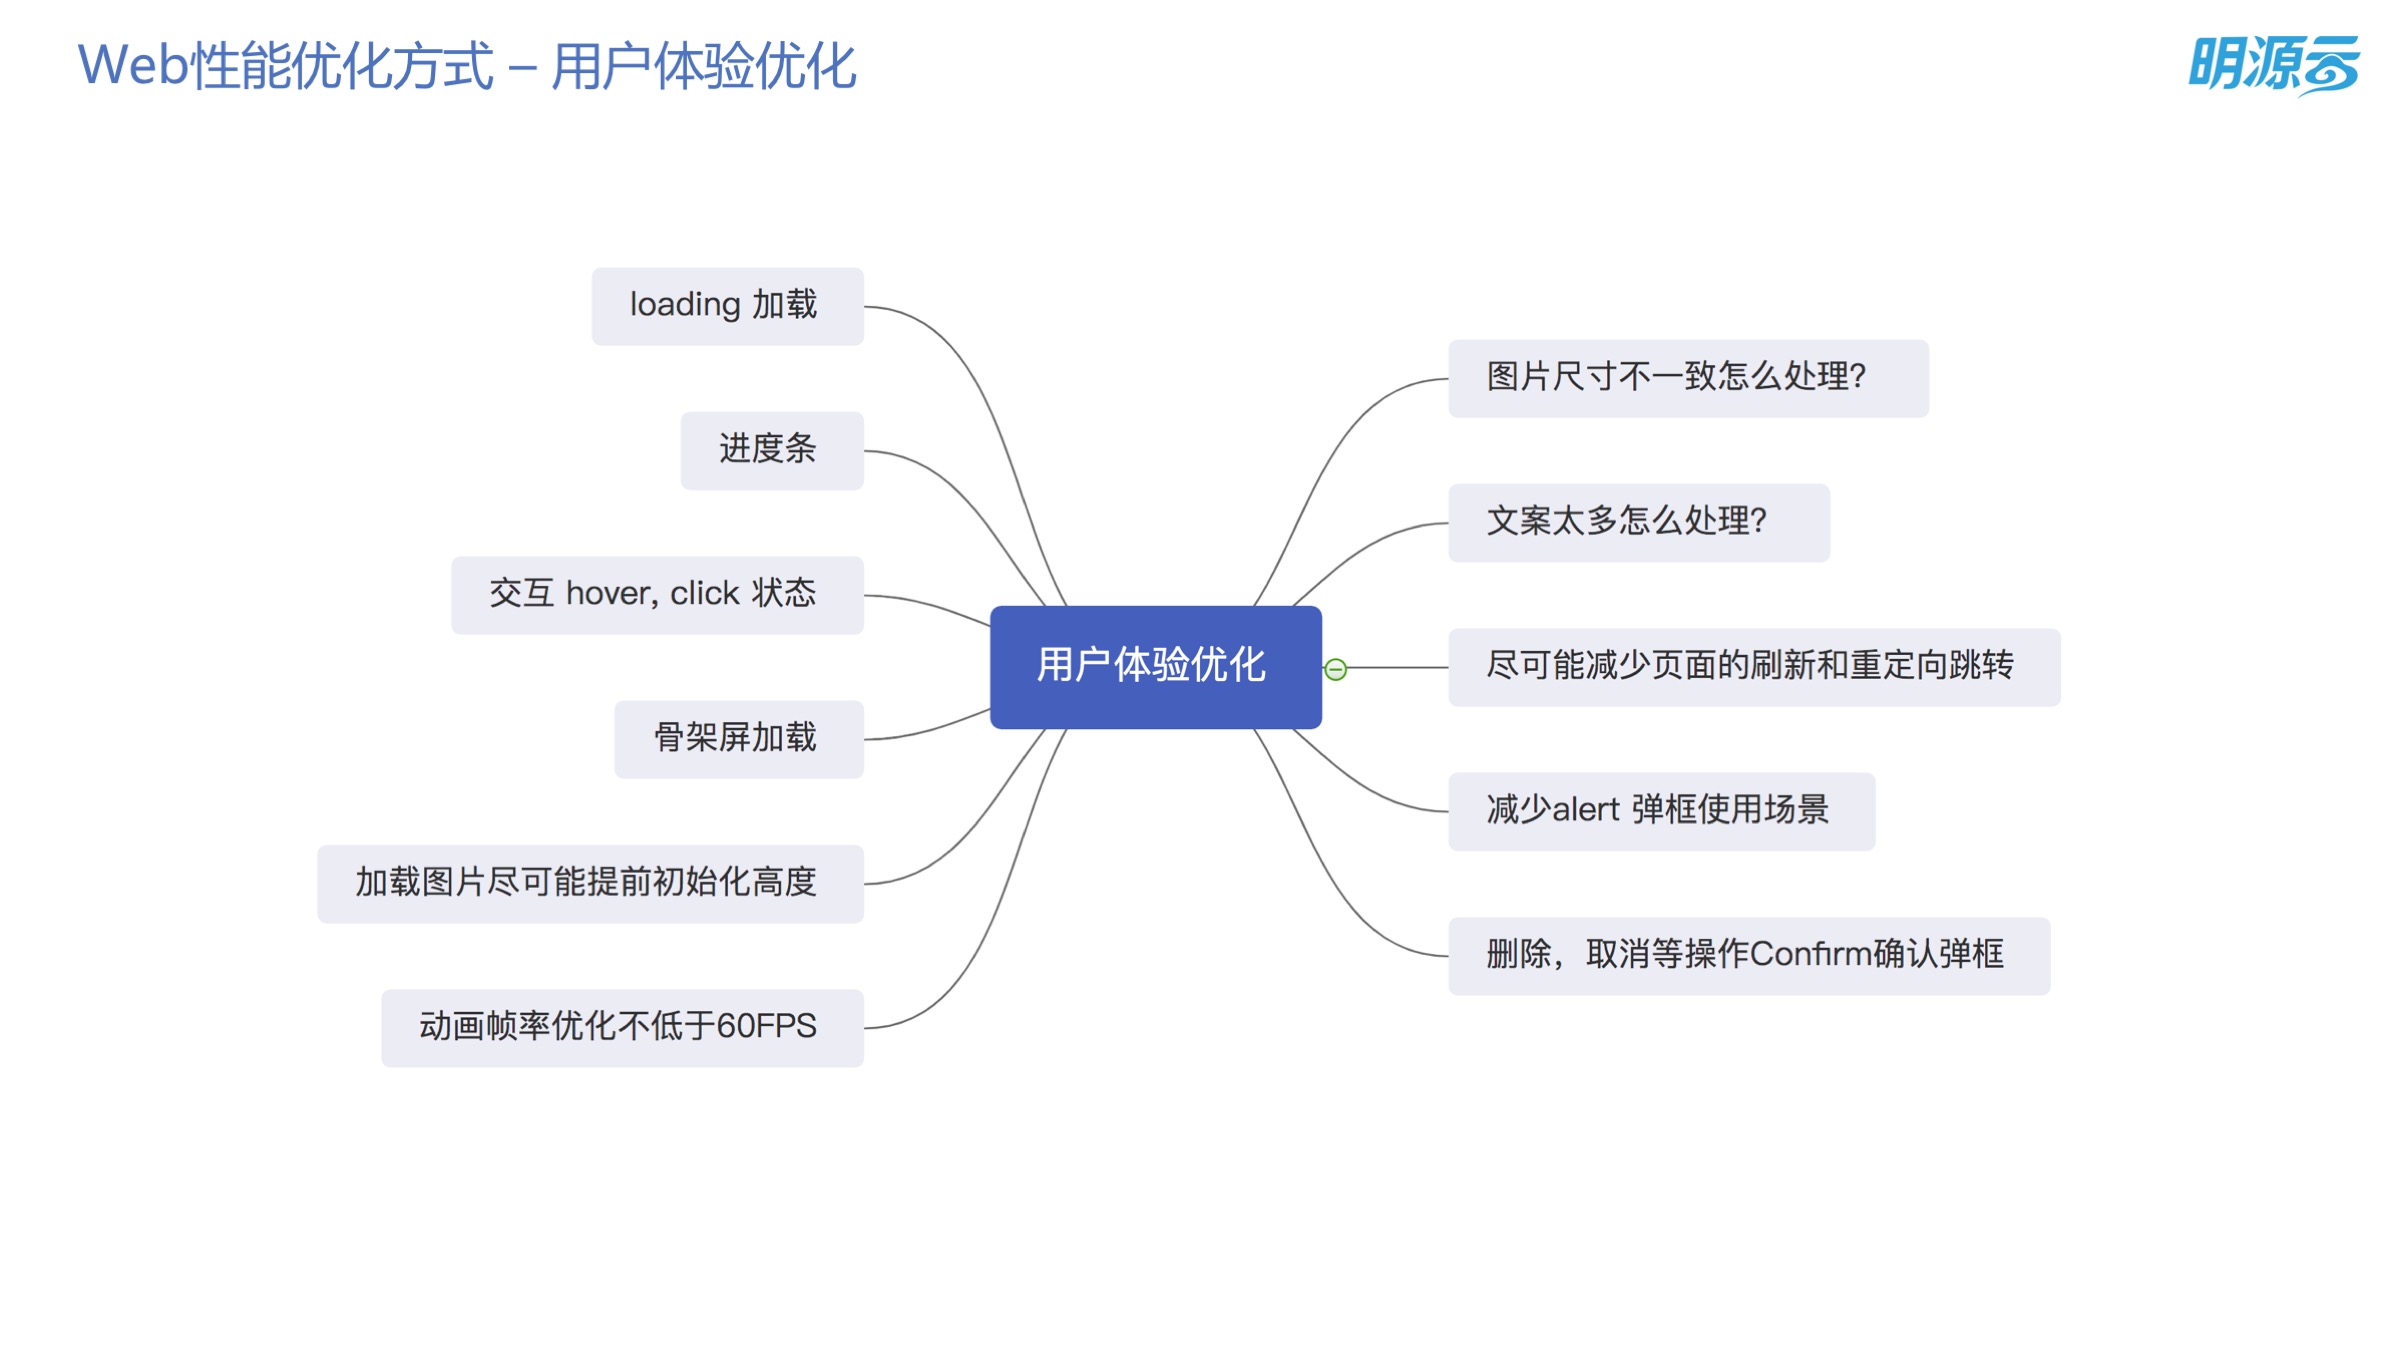 Web性能优化方式 – 用户体验优化
明源云
loading 加载
进度条
交互 hover, click 状态
骨架屏加载
加载图片尽可能提前初始化高度
动画帧率优化不低于60FPS
用户体验优化
图片尺寸不一致怎么处理？
文案太多怎么处理？
尽可能减少页面的刷新和重定向跳转
减少alert 弹框使用场景
删除，取消等操作Confirm确认弹框